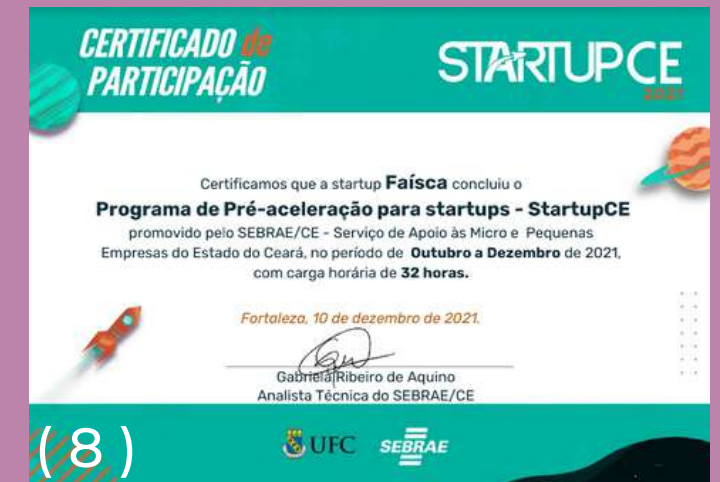 CERTIFICADO de
PARTICIPAÇÃO
STARTUPCE
2021
Certificamos que a startup Faísca concluiu o
Programa de Pré-aceleração para startups - StartupCE
promovido pelo SEBRAE/CE - Serviço de Apoio às Micro e Pequenas
Empresas do Estado do Ceará, no período de Outubro a Dezembro de 2021,
com carga horária de 32 horas.
Fortaleza, 10 de dezembro de 2021.
Gabriela Ribeiro de Aquino
Analista Técnica do SEBRAE/CE
(8)
UFC SEBRAE